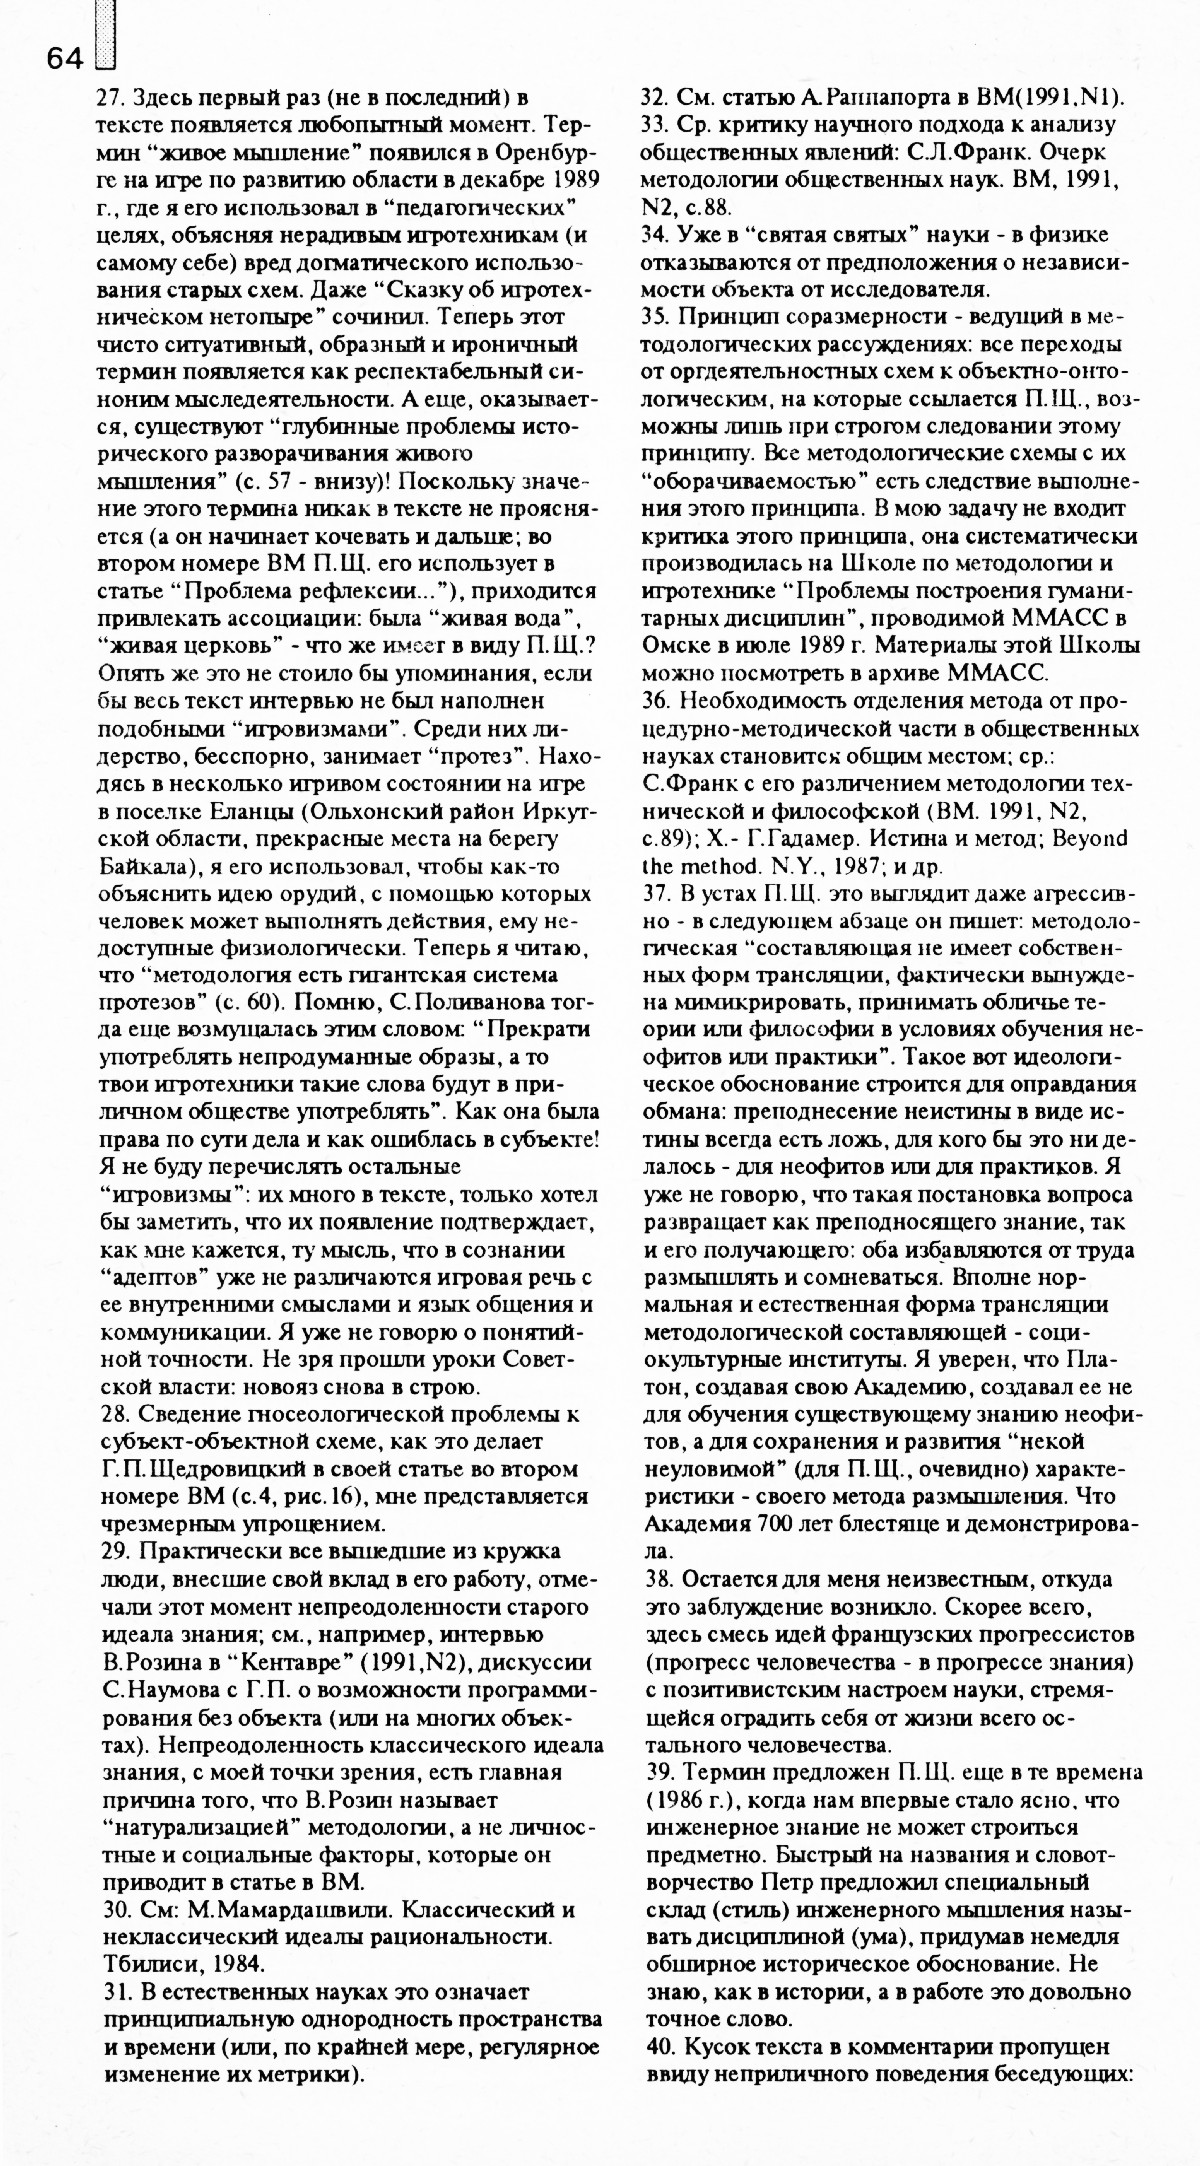 64
27. Здесь первый раз (не в последний) в
тексте появляется любопытный момент. Тер-
мин “живое мышление” появился в Оренбур-
ге на игре по развитию области в декабре 1989
г., где я его использовал в “педагогических”
целях, объясняя нерадивым игротехникам (и
самому себе) вред догматического использо-
вания старых схем. Даже “Сказку об игротех-
ническом нетопыре” сочинил. Теперь этот
чисто ситуативный, образный и ироничный
термин появляется как респектабельный си-
ноним мыследеятельности. А еще, оказывает-
ся, существуют “глубинные проблемы исто-
рического разворачивания живого
мышления” (с. 57 - внизу)! Поскольку значе-
ние этого термина никак в тексте не проясня-
ется (а он начинает кочевать и дальше; во
втором номере ВМ П.Щ. его использует в
статье “Проблема рефлексии...”), приходится
привлекать ассоциации: была “живая вода”,
“живая церковь” - что же имеет в виду П.Щ.?
Опять же это не стоило бы упоминания, если
бы весь текст интервью не был наполнен
подобными “игровизмами”. Среди них ли-
дерство, бесспорно, занимает “протез”. Нахо-
дясь в несколько игривом состоянии на игре
в поселке Еланцы (Ольхонский район Иркут-
ской области, прекрасные места на берегу
Байкала), я его использовал, чтобы как-то
объяснить идею орудий, с помощью которых
человек может выполнять действия, ему не-
доступные физиологически. Теперь я читаю,
что “методология есть гигантская система
протезов” (с. 60). Помню, С.Поливанова тог-
да еще возмущалась этим словом: “Прекрати
употреблять непродуманные образы, а то
твои игротехники такие слова будут в при-
личном обществе употреблять”. Как она была
права по сути дела и как ошиблась в субъекте!
Я не буду перечислять остальные
“игровизмы”: их много в тексте, только хотел
бы заметить, что их появление подтверждает,
как мне кажется, ту мысль, что в сознании
“адептов” уже не различаются игровая речь с
ее внутренними смыслами и язык общения и
коммуникации. Я уже не говорю о понятий-
ной точности. Не зря прошли уроки Совет-
ской власти: новояз снова в строю.
28. Сведение гносеологической проблемы к
субъект-объектной схеме, как это делает
Г.П.Щедровицкий в своей статье во втором
номере ВМ (с.4, рис.16), мне представляется
чрезмерным упрощением.
29. Практически все вышедшие из кружка
люди, внесшие свой вклад в его работу, отме-
чали этот момент непреодоленности старого
идеала знания; см., например, интервью
В.Розина в “Кентавре” (1991,N2), дискуссии
С.Наумова с Г.П. о возможности программи-
рования без объекта (или на многих объек-
тах). Непреодоленность классического идеала
знания, с моей точки зрения, есть главная
причина того, что В.Розин называет
“натурализацией” методологии, а не личнос-
тные и социальные факторы, которые он
приводит в статье в ВМ.
30. См: М.Мамардашвили. Классический и
неклассический идеалы рациональности.
Тбилиси, 1984.
31. В естественных науках это означает
принципиальную однородность пространства
и времени (или, по крайней мере, регулярное
изменение их метрики).
32. См. статью А.Раппапорта в ВМ(1991,N1).
33. Ср. критику научного подхода к анализу
общественных явлений: С.Л.Франк. Очерк
методологии общественных наук. ВМ, 1991,
N2, с.88.
34. Уже в “святая святых” науки - в физике
отказываются от предположения о независи-
мости объекта от исследователя.
35. Принцип соразмерности - ведущий в ме-
тодологических рассуждениях: все переходы
от оргдеятельностных схем к объектно-онто-
логическим, на которые ссылается П.Щ., воз-
можны лишь при строгом следовании этому
принципу. Все методологические схемы с их
“оборачиваемостью” есть следствие выполне-
ния этого принципа. В мою задачу не входит
критика этого принципа, она систематически
производилась на Школе по методологии и
игротехнике “Проблемы построения гумани-
тарных дисциплин”, проводимой ММАСС в
Омске в июле 1989 г. Материалы этой Школы
можно посмотреть в архиве ММАСС.
36. Необходимость отделения метода от про-
цедурно-методической части в общественных
науках становится общим местом; ср.:
С.Франк с его различением методологии тех-
нической и философской (ВМ. 1991, N2,
с.89); Х.- Г.Гадамер. Истина и метод; Beyond
the method. N.Y., 1987; и др.
37. В устах П.Щ. это выглядит даже агрессив-
но - в следующем абзаце он пишет: методоло-
гическая “составляющая не имеет собствен-
ных форм трансляции, фактически вынужде-
на мимикрировать, принимать обличье те-
ории или философии в условиях обучения не-
офитов или практики”. Такое вот идеологи-
ческое обоснование строится для оправдания
обмана: преподнесение неистины в виде ис-
тины всегда есть ложь, для кого бы это ни де-
лалось - для неофитов или для практиков. Я
уже не говорю, что такая постановка вопроса
развращает как преподносящего знание, так
и его получающего: оба избавляются от труда
размышлять и сомневаться. Вполне нор-
мальная и естественная форма трансляции
методологической составляющей - соци-
окультурные институты. Я уверен, что Пла-
тон, создавая свою Академию, создавал ее не
для обучения существующему знанию неофи-
тов, а для сохранения и развития “некой
неуловимой” (для П.Щ., очевидно) характе-
ристики - своего метода размышления. Что
Академия 700 лет блестяще и демонстрирова-
ла.
38. Остается для меня неизвестным, откуда
это заблуждение возникло. Скорее всего,
здесь смесь идей французских прогрессистов
(прогресс человечества - в прогрессе знания)
с позитивистским настроем науки, стремя-
щейся оградить себя от жизни всего ос-
тального человечества.
39. Термин предложен П.Щ. еще в те времена
(1986 г.), когда нам впервые стало ясно, что
инженерное знание не может строиться
предметно. Быстрый на названия и словот-
ворчество Петр предложил специальный
склад (стиль) инженерного мышления назы-
вать дисциплиной (ума), придумав немедля
обширное историческое обоснование. Не
знаю, как в истории, а в работе это довольно
точное слово.
40. Кусок текста в комментарии пропущен
ввиду неприличного поведения беседующих: